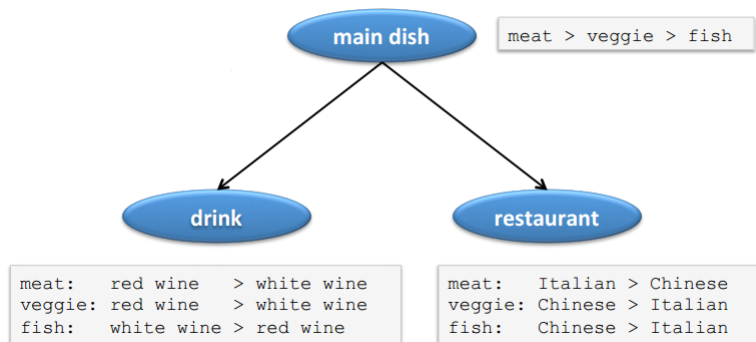 main dish
meat > veggie > fish
drink
restaurant
meat: red wine > white wine
veggie: red wine > white wine
fish: white wine > red wine
meat: Italian > Chinese
veggie: Chinese > Italian
fish: Chinese > Italian